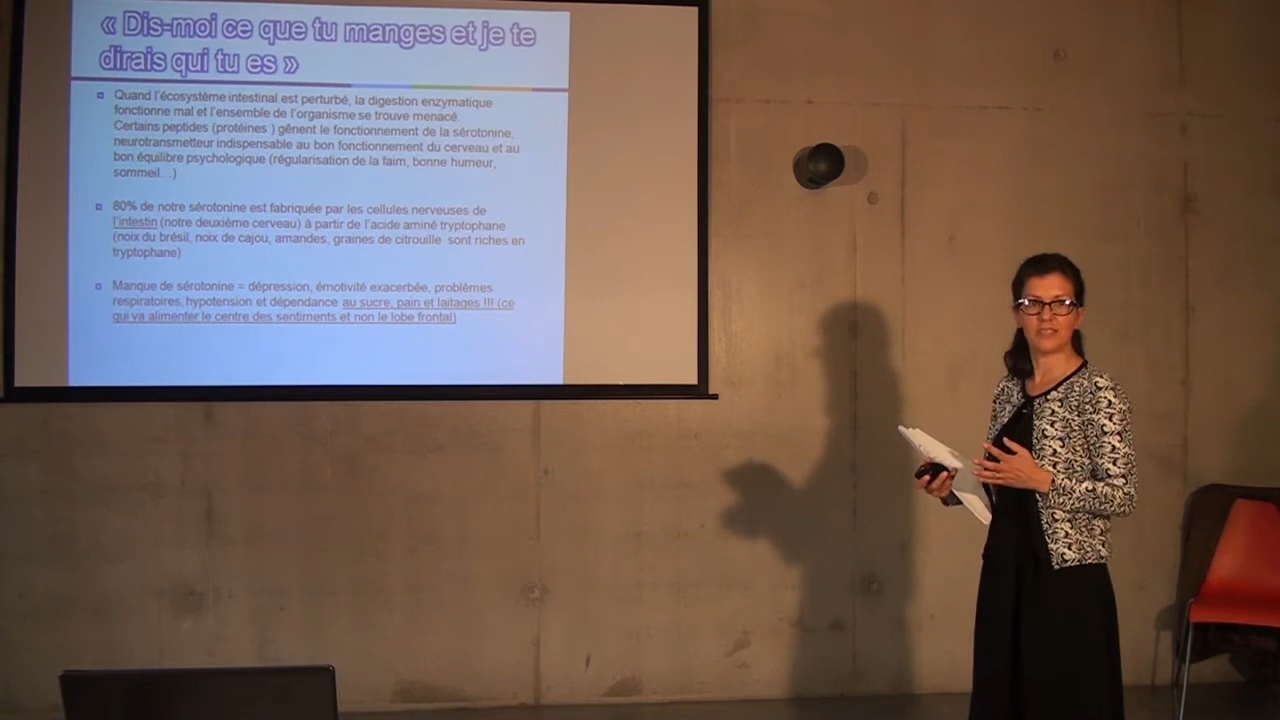 « Dis-moi ce que tu manges et je te
dirais qui tu es »
Quand l'écosystème intestinal est perturbé, la digestion enzymatique
fonctionne mal et l'ensemble de l'organisme se trouve menacé.
Certains peptides (protéines ) gênent le fonctionnement de la sérotonine,
neurotransmetteur indispensable au bon fonctionnement du cerveau et au
bon équilibre psychologique (régularisation de la faim, bonne humeur,
sommeil…)
80% de notre sérotonine est fabriquée par les cellules nerveuses de
l'intestin (notre deuxième cerveau) à partir de l'acide aminé tryptophane
(noix du brésil, noix de cajou, amandes, graines de citrouille sont riches en
tryptophane)
Manque de sérotonine = dépression, émotivité exacerbée, problèmes
respiratoires, hypotension et dépendance au sucre, pain et laitages !!! (ce
qui va alimenter le centre des sentiments et non le lobe frontal)